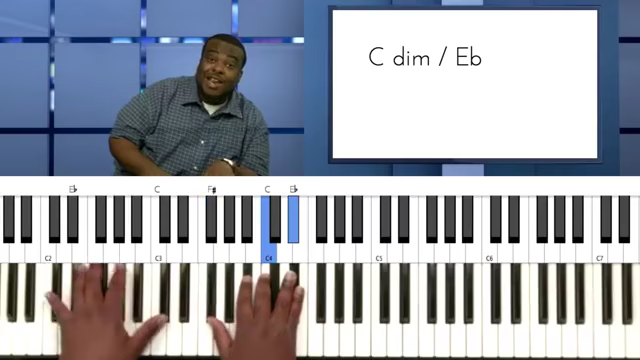 C dim / Eb
E♭ C F♯ C E♭
C2 C3 C4 C5 C6 C7